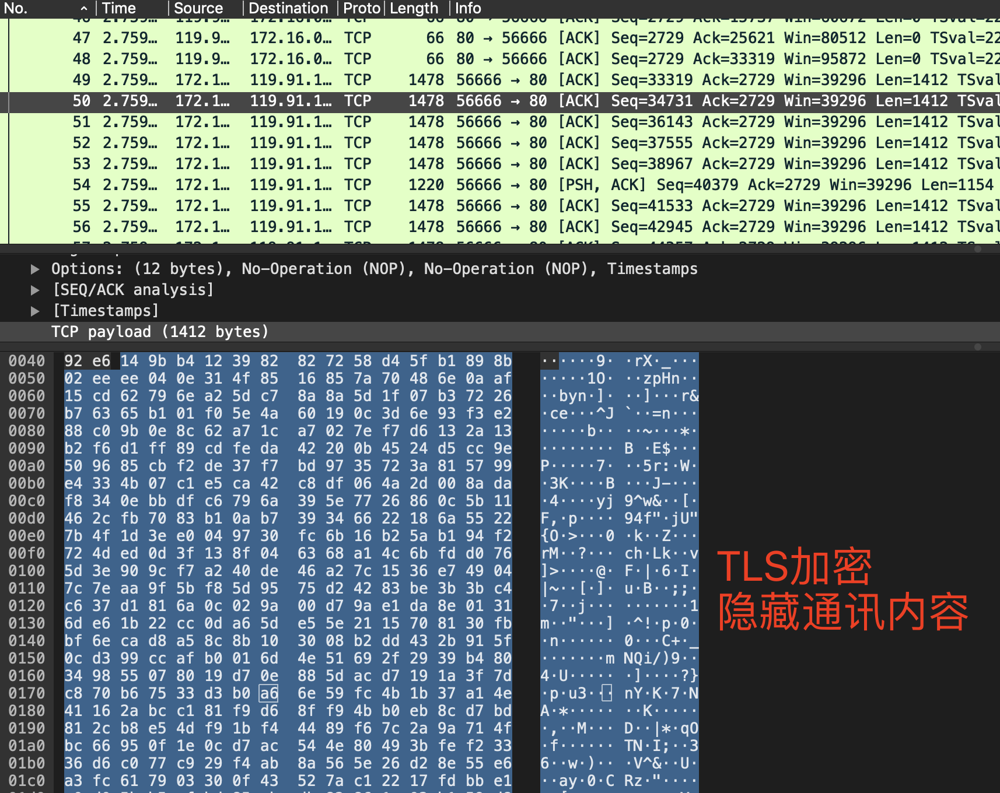 No. Time Source Destination Proto Length Info
47 2.759… 119.9… 172.16.0… TCP 66 80 → 56666 [ACK] Seq=2729 Ack=25621 Win=80512 Len=0 TSval=22
48 2.759… 119.9… 172.16.0… TCP 66 80 → 56666 [ACK] Seq=2729 Ack=33319 Win=95872 Len=0 TSval=22
49 2.759… 172.1… 119.91.1… TCP 1478 56666 → 80 [ACK] Seq=33319 Ack=2729 Win=39296 Len=1412 TSval
50 2.759… 172.1… 119.91.1… TCP 1478 56666 → 80 [ACK] Seq=34731 Ack=2729 Win=39296 Len=1412 TSval
51 2.759… 172.1… 119.91.1… TCP 1478 56666 → 80 [ACK] Seq=36143 Ack=2729 Win=39296 Len=1412 TSval
52 2.759… 172.1… 119.91.1… TCP 1478 56666 → 80 [ACK] Seq=37555 Ack=2729 Win=39296 Len=1412 TSval
53 2.759… 172.1… 119.91.1… TCP 1478 56666 → 80 [ACK] Seq=38967 Ack=2729 Win=39296 Len=1412 TSval
54 2.759… 172.1… 119.91.1… TCP 1220 56666 → 80 [PSH, ACK] Seq=40379 Ack=2729 Win=39296 Len=1154
55 2.759… 172.1… 119.91.1… TCP 1478 56666 → 80 [ACK] Seq=41533 Ack=2729 Win=39296 Len=1412 TSval
56 2.759… 172.1… 119.91.1… TCP 1478 56666 → 80 [ACK] Seq=42945 Ack=2729 Win=39296 Len=1412 TSval
Options: (12 bytes), No-Operation (NOP), No-Operation (NOP), Timestamps
[SEQ/ACK analysis]
[Timestamps]
TCP payload (1412 bytes)
0040 92 e6 14 9b b4 12 39 82 82 72 58 d4 5f b1 89 8b ······9· ·rX·_···
0050 02 ee ee 04 0e 31 4f 85 16 85 7a 70 48 6e 0a af ·····1O· ··zpHn··
0060 15 cd 62 79 6e a2 5d c7 8a 8a 5d 1f 07 b3 72 26 ··byn·]· ··]···r&
0070 b7 63 65 b1 01 f0 5e 4a 60 19 0c 3d 6e 93 f3 e2 ·ce···^J `··=n···
0080 88 c0 9b 0e 8c 62 a7 1c a7 02 7e f7 d6 13 2a 13 ·····b·· ··~···*·
0090 b2 f6 d1 ff 89 cd fe da 42 20 0b 45 24 d5 cc 9e ········ B ·E$···
00a0 50 96 85 cb f2 de 37 f7 bd 97 35 72 3a 81 57 99 P·····7· ··5r:·W·
00b0 e4 33 4b 07 c1 e5 ca 42 c8 df 06 4a 2d 00 8a da ·3K····B ···J-···
00c0 f8 34 0e bb df c6 79 6a 39 5e 77 26 86 0c 5b 11 ·4····yj 9^w&··[·
00d0 46 2c fb 70 83 b1 0a b7 39 34 66 22 18 6a 55 22 F,·p···· 94f"·jU"
00e0 7b 4f 1d 3e e0 04 97 30 fc 6b 16 b2 5a b1 94 f2 {O·>···0 ·k··Z···
00f0 72 4d ed 0d 3f 13 8f 04 63 68 a1 4c 6b fd d0 76 rM··?··· ch·Lk··v
0100 5d 3e 90 9c f7 a2 40 de 46 a2 7c 15 36 e7 49 04 ]>····@· F·|·6·I·
0110 7c 7e aa 9f 5b f8 5d 95 75 d2 42 83 be 3b 3b c4 |~··[·]· u·B··;;·
0120 c6 37 d1 81 6a 0c 02 9a 00 d7 9a e1 da 8e 01 31 ·7··j··· ·······1
0130 6d e6 1b 22 cc 0d a6 5d e5 5e 21 15 70 81 30 fb m··"···] ·^!·p·0·
0140 bf 6e ca d8 a5 8c 8b 10 30 08 b2 dd 43 2b 91 5f ·n······ 0···C+·_
0150 0c d3 99 cc af b0 01 6d 4e 51 69 2f 29 39 b4 80 ·······m NQi/)9··
0160 34 98 55 07 80 19 d7 0e 88 5d ac d7 19 1a 3f 7d 4·U····· ·]····?}
0170 c8 70 b6 75 33 d3 b0 a6 6e 59 fc 4b 1b 37 a1 4e ·p·u3··· nY·K·7·N
0180 41 16 2a bc c1 81 f9 d6 8f f9 4b b0 eb 8c d7 bd A·*····· ··K·····
0190 81 2c b8 e5 4d f9 1b f4 44 89 f6 7c 2a 9a 71 4f ·,··M··· D··|*·qO
01a0 bc 66 95 0f 1e 0c d7 ac 54 4e 80 49 3b fe f2 33 ·f······ TN·I;··3
01b0 36 d6 c0 77 c9 29 f4 ab 8a 56 5e 26 d2 8e 55 e6 6··w·)·· ·V^&··U·
01c0 a3 fc 61 79 03 30 0f 43 52 7a c1 22 17 fd bb e1 ··ay·0·C Rz·"····
TLS加密
隐藏通讯内容